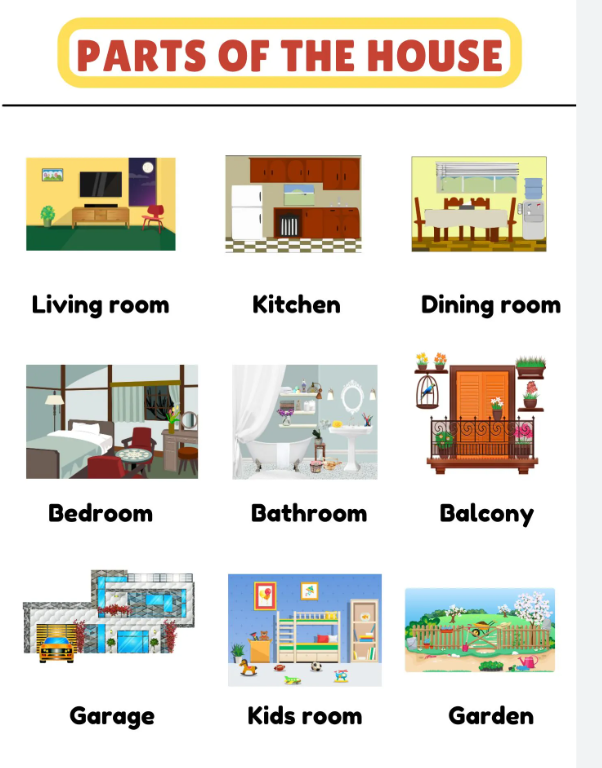 PARTS OF THE HOUSE
Living room
Kitchen
Dining room
Bedroom
Bathroom
Balcony
Garage
Kids room
Garden